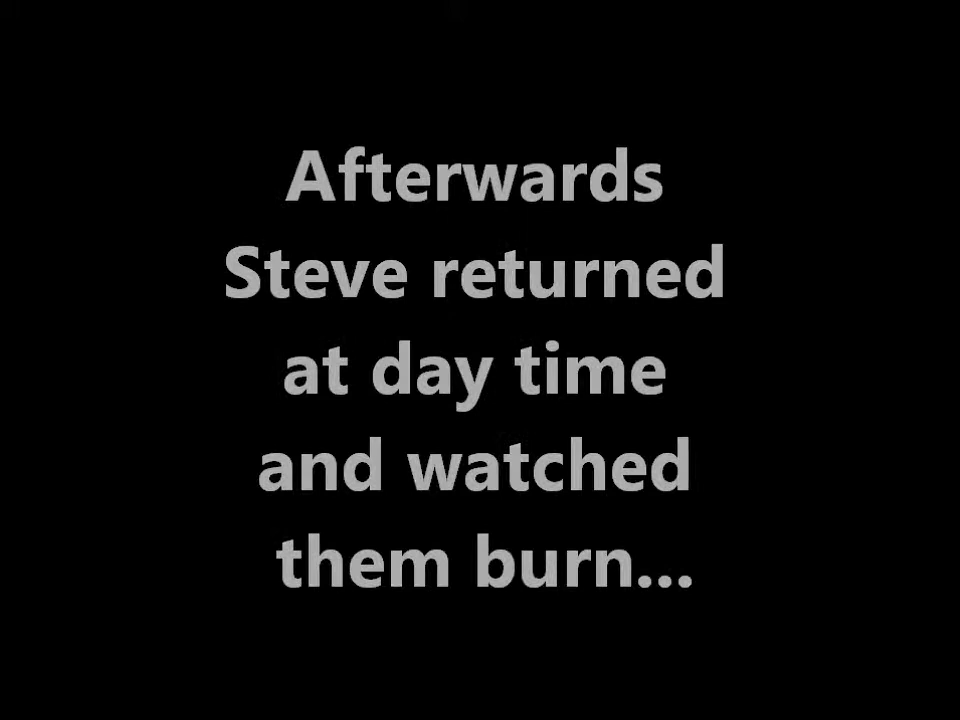 Afterwards
Steve returned
at day time
and watched
them burn...